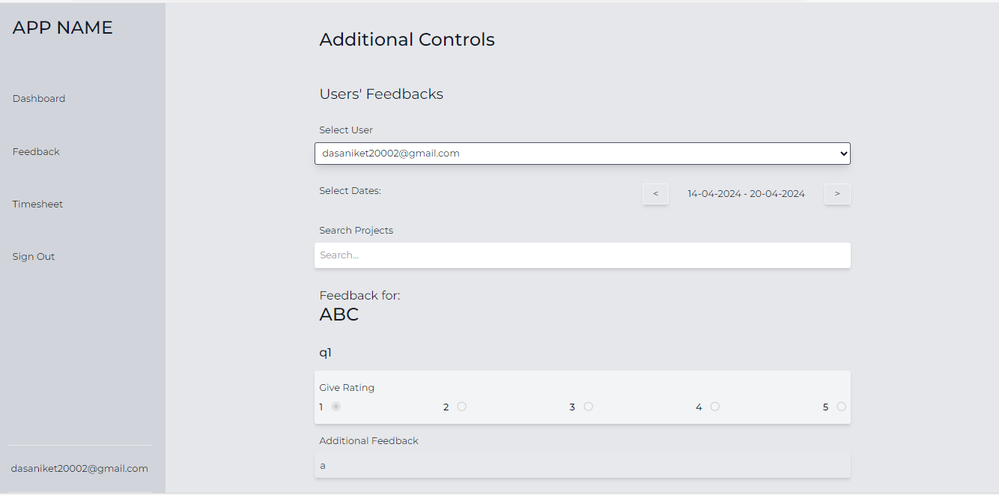 APP NAME
Dashboard
Feedback
Timesheet
Sign Out
dasaniket20002@gmail.com
Additional Controls
Users' Feedbacks
Select User
dasaniket20002@gmail.com
Select Dates:
< 14-04-2024 - 20-04-2024 >
Search Projects
Search...
Feedback for:
ABC
q1
Give Rating
1 2 3 4 5
Additional Feedback
a